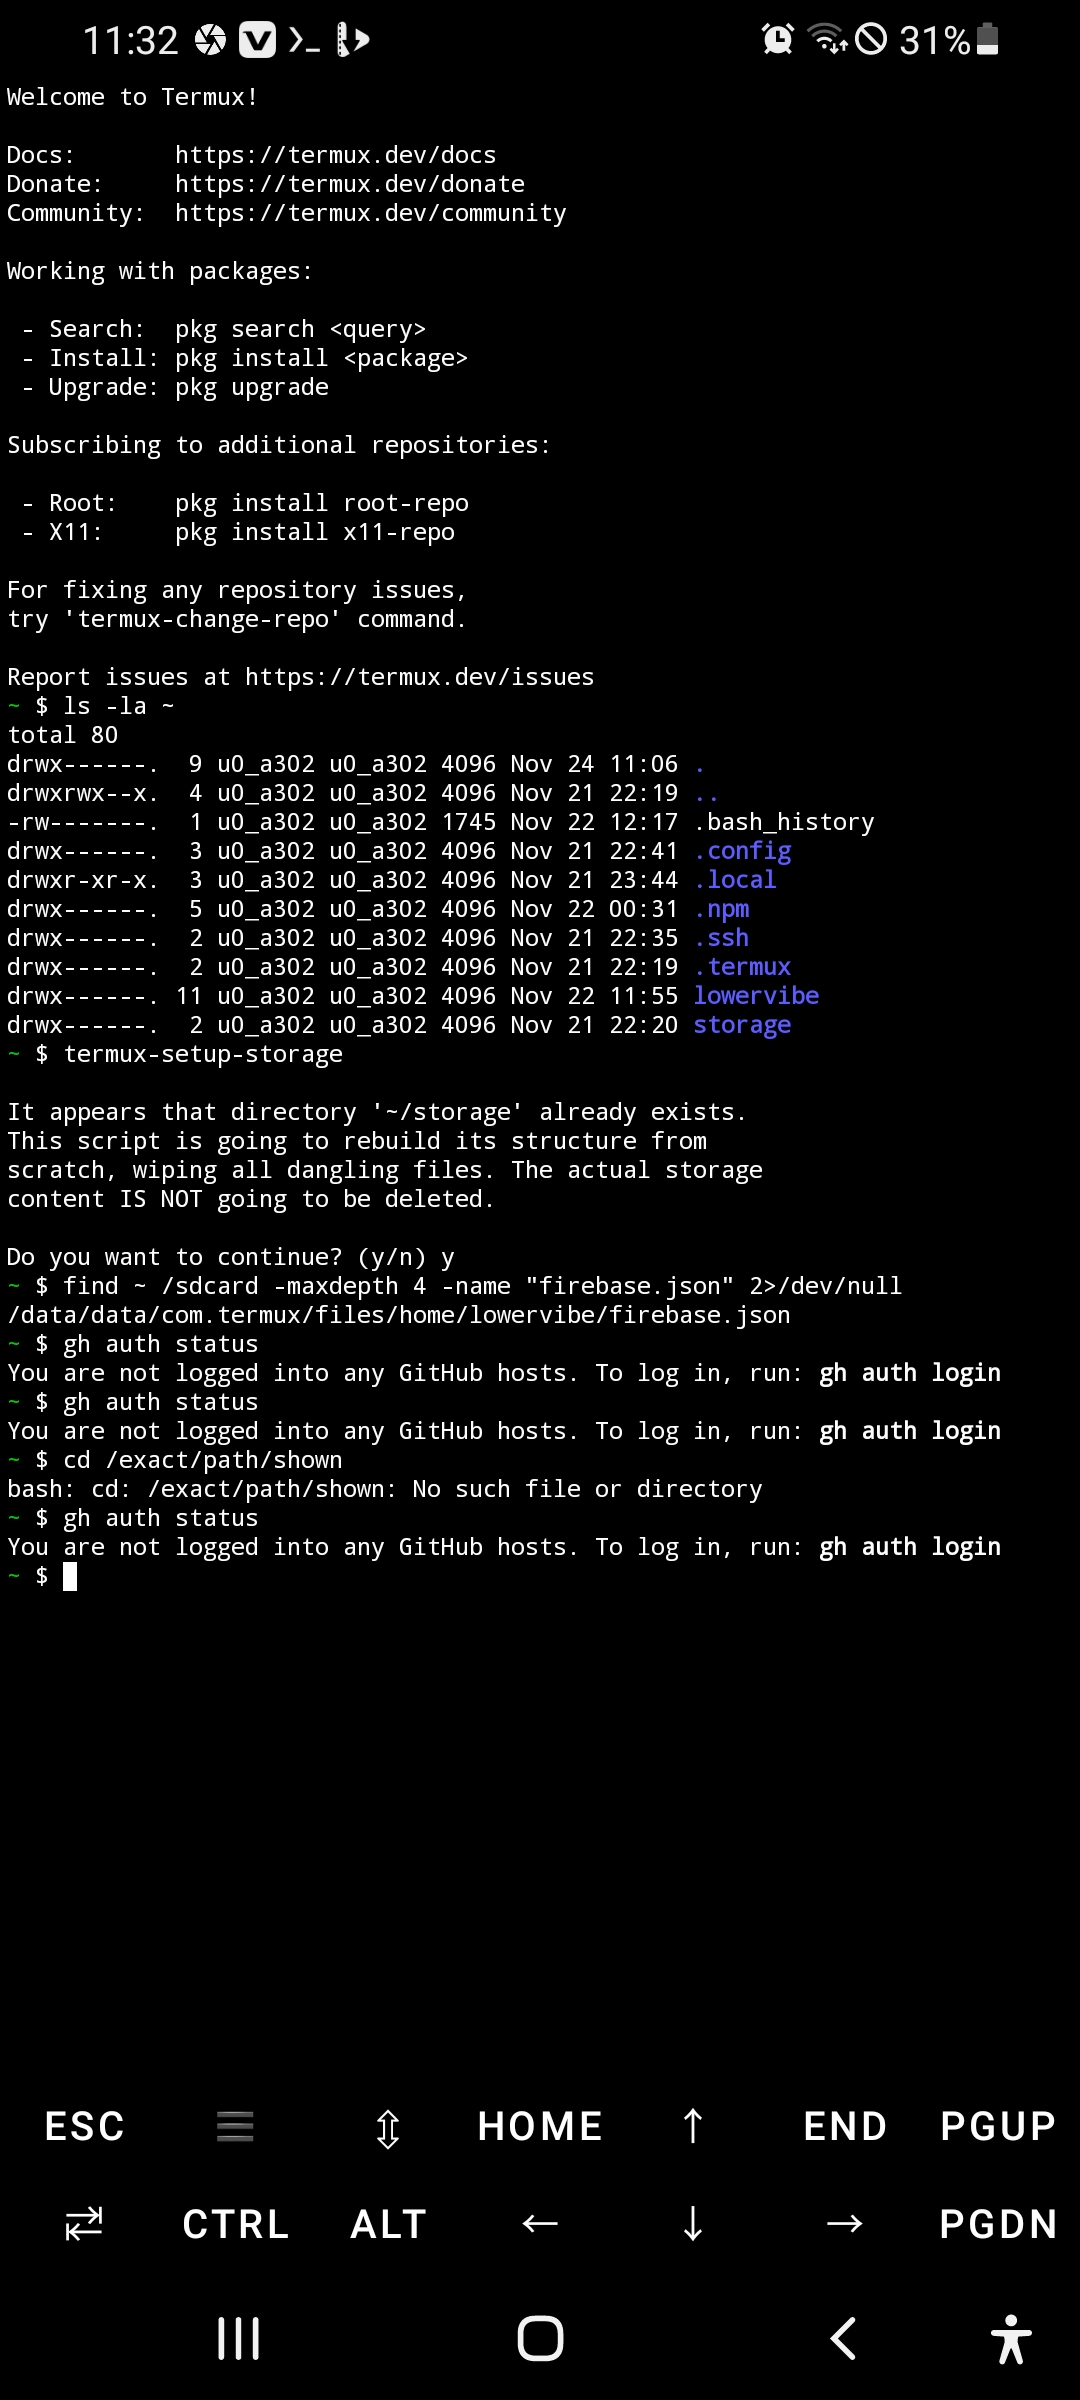 11:32 31%
Welcome to Termux!
Docs:       https://termux.dev/docs
Donate:     https://termux.dev/donate
Community:  https://termux.dev/community
Working with packages:
 - Search:  pkg search <query>
 - Install: pkg install <package>
 - Upgrade: pkg upgrade
Subscribing to additional repositories:
 - Root:    pkg install root-repo
 - X11:     pkg install x11-repo
For fixing any repository issues,
try 'termux-change-repo' command.
Report issues at https://termux.dev/issues
~ $ ls -la ~
total 80
drwx------.  9 u0_a302 u0_a302 4096 Nov 24 11:06 .
drwxrwx--x.  4 u0_a302 u0_a302 4096 Nov 21 22:19 ..
-rw-------.  1 u0_a302 u0_a302 1745 Nov 22 12:17 .bash_history
drwx------.  3 u0_a302 u0_a302 4096 Nov 21 22:41 .config
drwxr-xr-x.  3 u0_a302 u0_a302 4096 Nov 21 23:44 .local
drwx------.  5 u0_a302 u0_a302 4096 Nov 22 00:31 .npm
drwx------.  2 u0_a302 u0_a302 4096 Nov 21 22:35 .ssh
drwx------.  2 u0_a302 u0_a302 4096 Nov 21 22:19 .termux
drwx------. 11 u0_a302 u0_a302 4096 Nov 22 11:55 lowervibe
drwx------.  2 u0_a302 u0_a302 4096 Nov 21 22:20 storage
~ $ termux-setup-storage
It appears that directory '~/storage' already exists.
This script is going to rebuild its structure from
scratch, wiping all dangling files. The actual storage
content IS NOT going to be deleted.
Do you want to continue? (y/n) y
~ $ find ~ /sdcard -maxdepth 4 -name "firebase.json" 2>/dev/null
/data/data/com.termux/files/home/lowervibe/firebase.json
~ $ gh auth status
You are not logged into any GitHub hosts. To log in, run: gh auth login
~ $ gh auth status
You are not logged into any GitHub hosts. To log in, run: gh auth login
~ $ cd /exact/path/shown
bash: cd: /exact/path/shown: No such file or directory
~ $ gh auth status
You are not logged into any GitHub hosts. To log in, run: gh auth login
~ $
ESC HOME ↑ END PGUP
CTRL ALT ← ↓ → PGDN